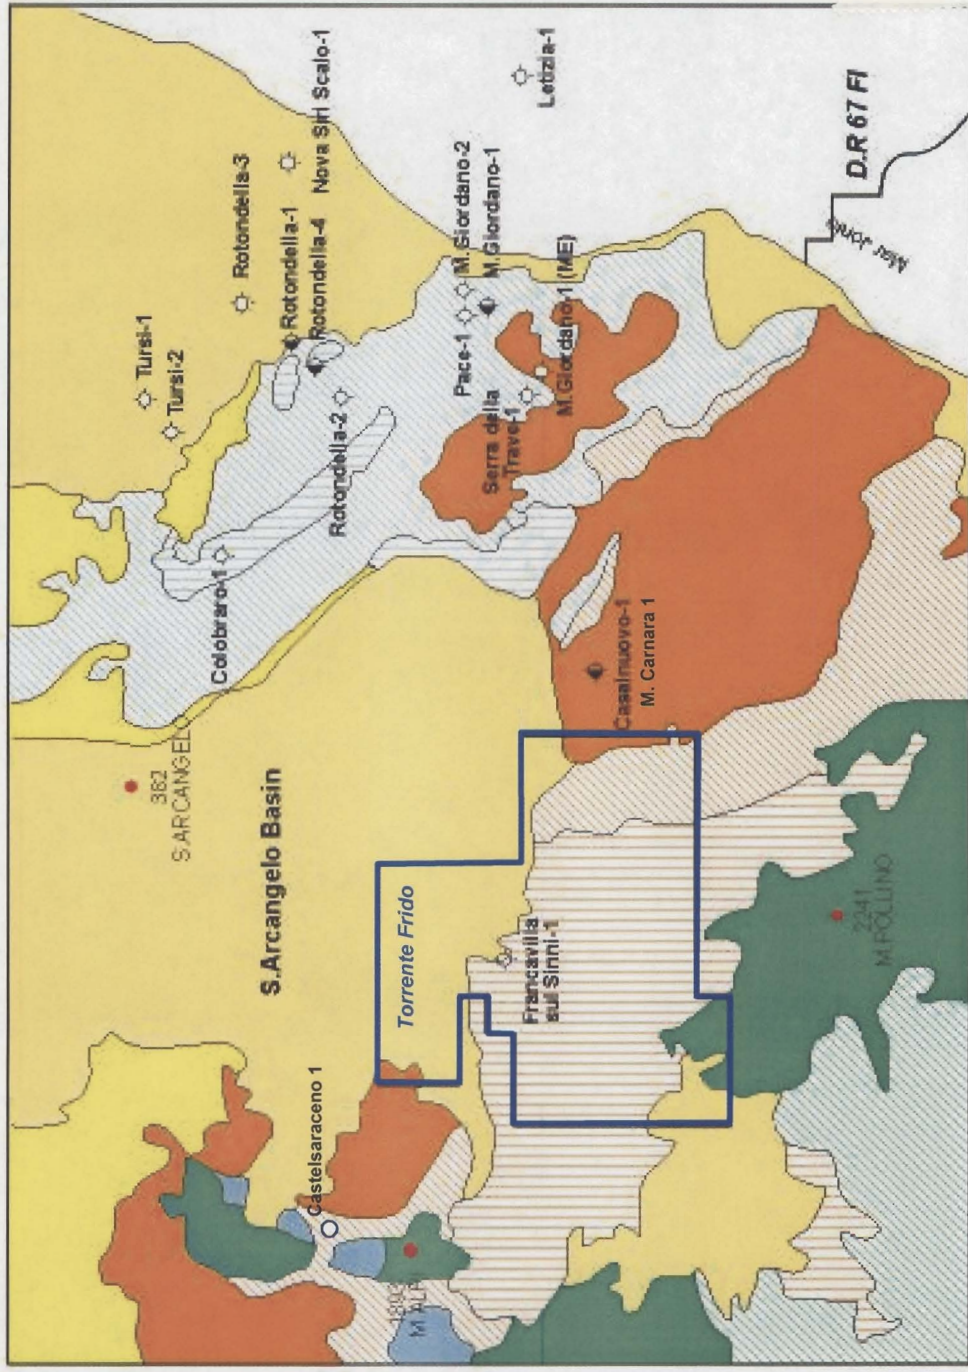 Tursi-1
Tursi-2
Rotondella-3
Rotondella-1
Rotondella-4
Nova Siri Scalo-1
Rotondella-2
Colobraro-1
M.Giordano-2
M.Giordano-1
Pace-1
Letizia-1
Serra della
Trave-1
M.Giordano-1 (ME)
D.R 67 FI
Mar Jonio
Casalnuovo-1
M. Carnara 1
382
S.ARCANGELO
S.Arcangelo Basin
Torrente Frido
Francavilla
sul Sinni-1
2241
M.POLLINO
Castelsaraceno 1
M.ALPI